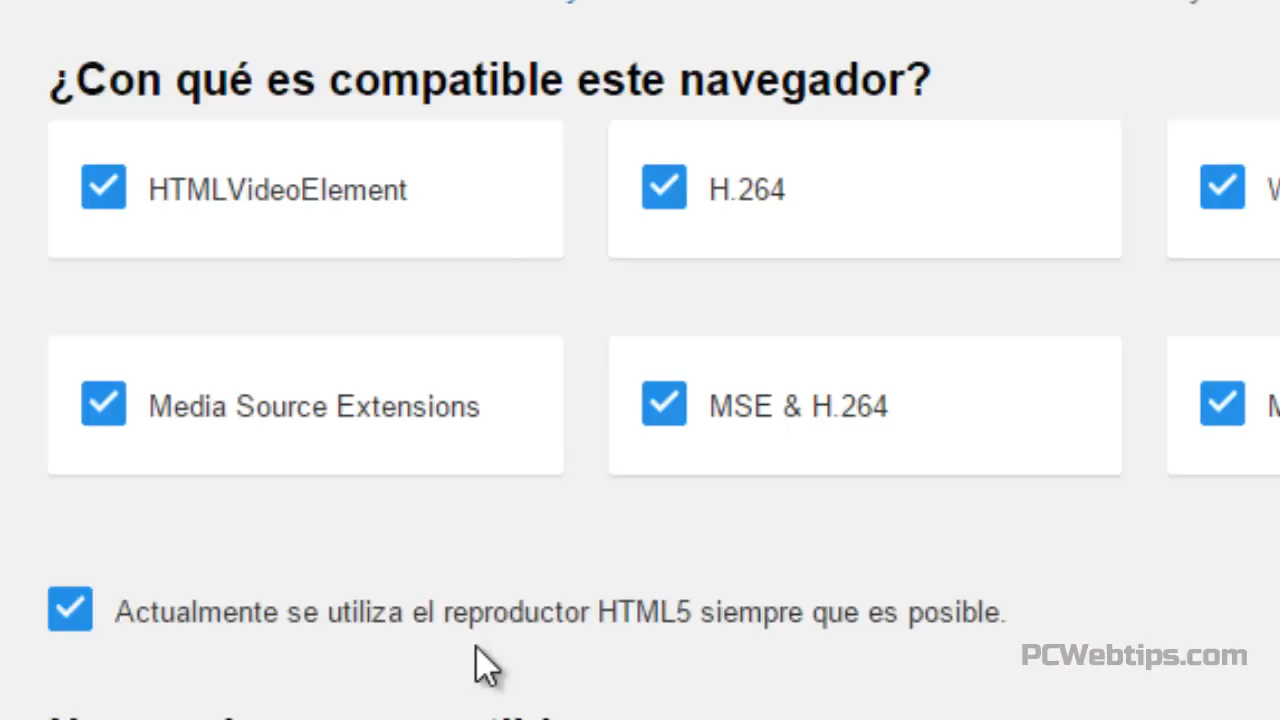 ¿Con qué es compatible este navegador?
HTMLVideoElement
H.264
Media Source Extensions
MSE & H.264
Actualmente se utiliza el reproductor HTML5 siempre que es posible.
PCWebtips.com